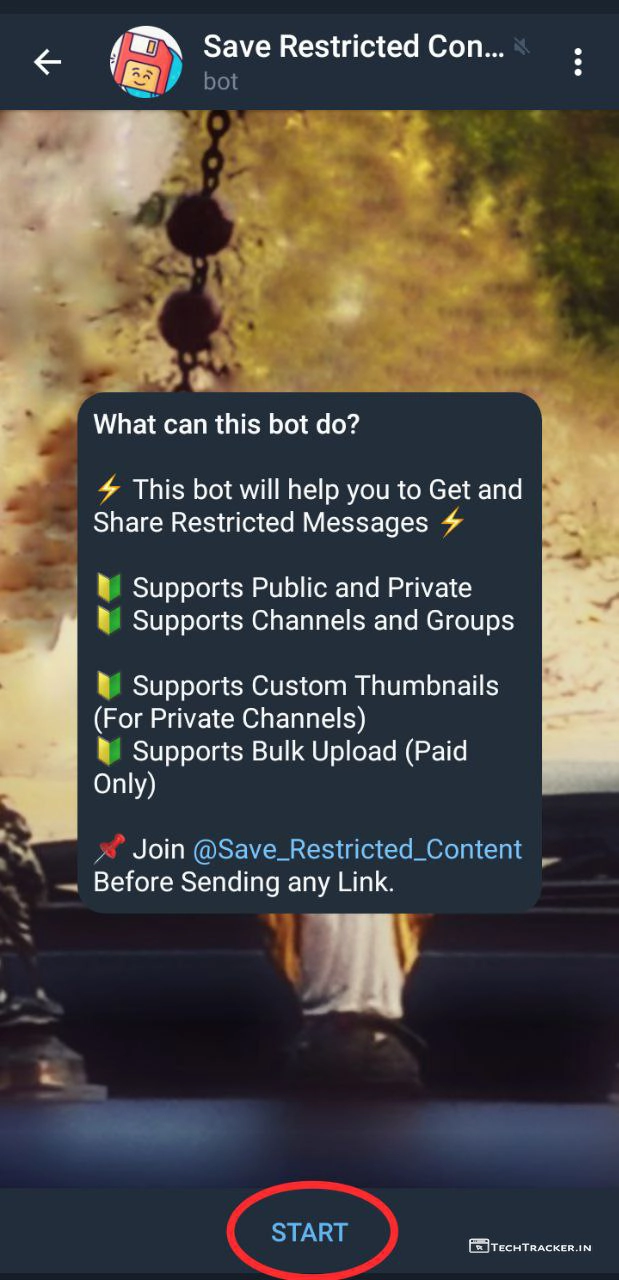 Save Restricted Con...
bot
What can this bot do?
⚡ This bot will help you to Get and
Share Restricted Messages ⚡
🔰 Supports Public and Private
🔰 Supports Channels and Groups
🔰 Supports Custom Thumbnails
(For Private Channels)
🔰 Supports Bulk Upload (Paid
Only)
📌 Join @Save_Restricted_Content
Before Sending any Link.
START
TECHTRACKER.IN